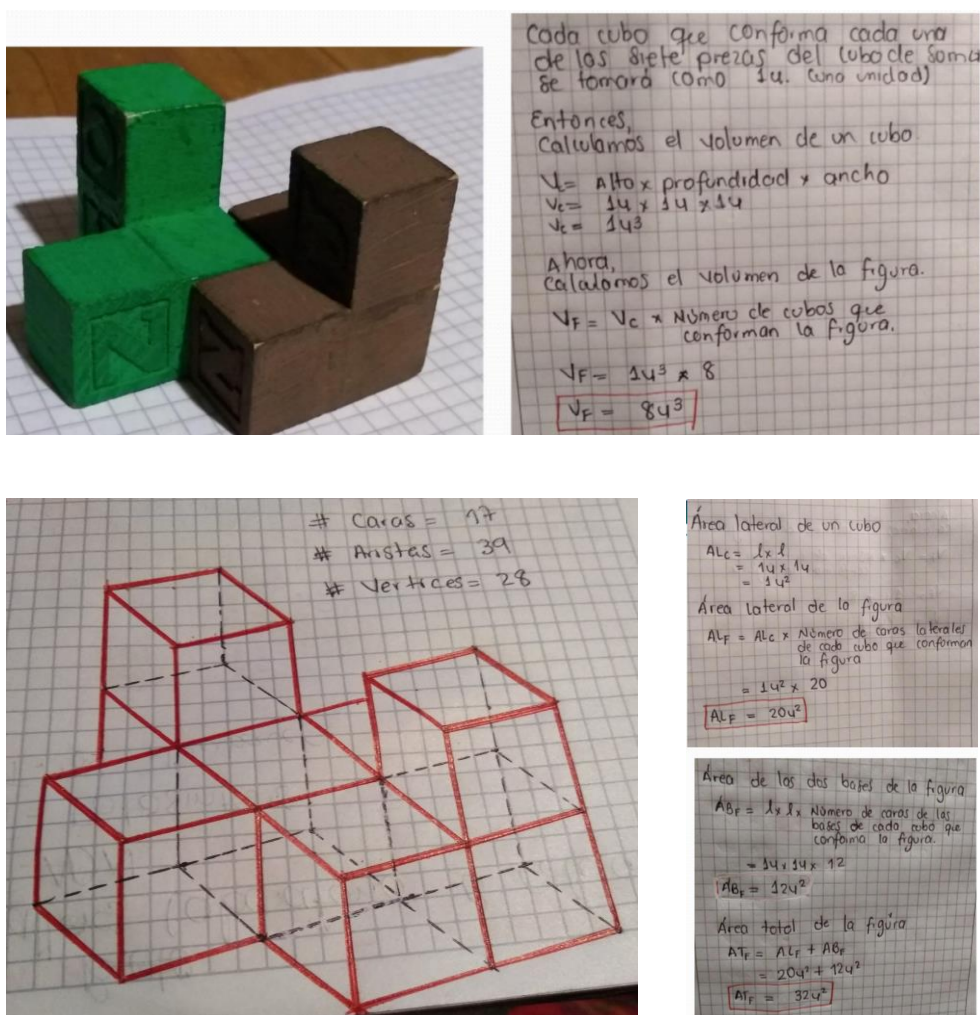 Cada cubo que conforma cada una
de las siete piezas del cubo de Soma
se tomará como 1u. (una unidad)
Entonces,
Calculamos el volumen de un cubo.
Vc= Alto x profundidad x ancho
Vc= 1u x 1u x 1u
Vc= 1u³
Ahora,
Calculamos el volumen de la figura.
VF = Vc x Número de cubos que
conforman la figura.
VF = 1u³ x 8
VF = 8u³
N
# Caras = 17
# Aristas = 39
# Vertices = 28
Área lateral de un cubo
ALc = l x l
= 1u x 1u
= 1u²
Área lateral de la figura
ALF = ALc x Número de caras laterales
de cada cubo que conforman
la figura
= 1u² x 20
ALF = 20u²
Área de las dos bases de la figura
ABF = l x l x Número de caras de las
bases de cada cubo que
conforma la figura.
= 1u x 1u x 12
ABF = 12u²
Área total de la figura
ATF = ALF + ABF
= 20u² + 12u²
ATF = 32u²